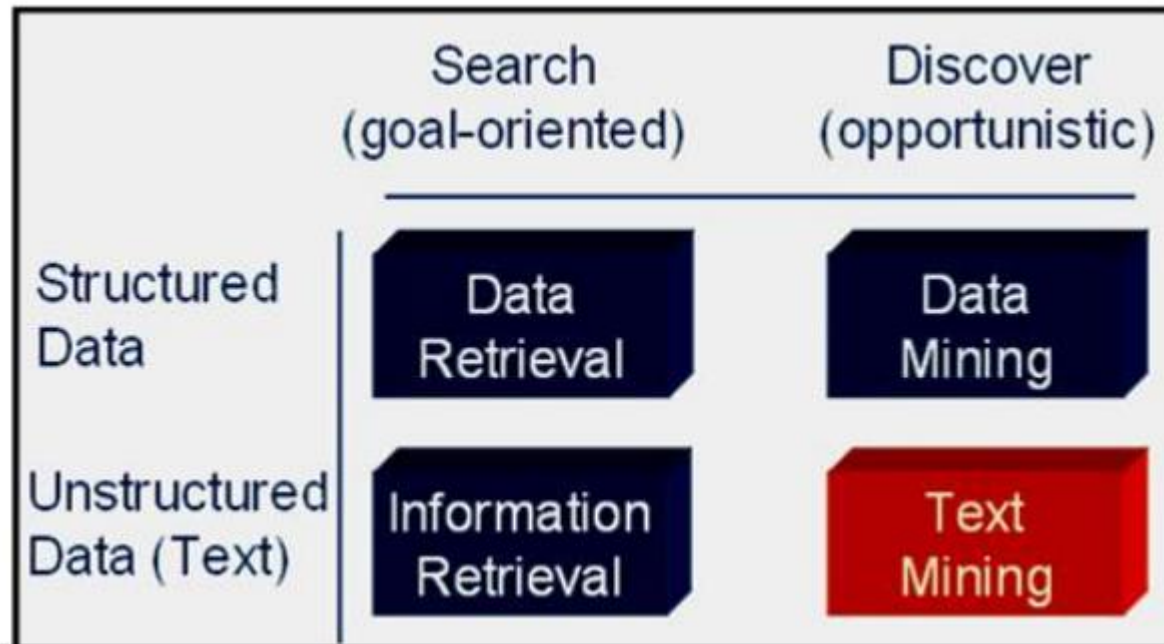 Search
(goal-oriented)
Discover
(opportunistic)
Structured
Data
Data
Retrieval
Data
Mining
Unstructured
Data (Text)
Information
Retrieval
Text
Mining